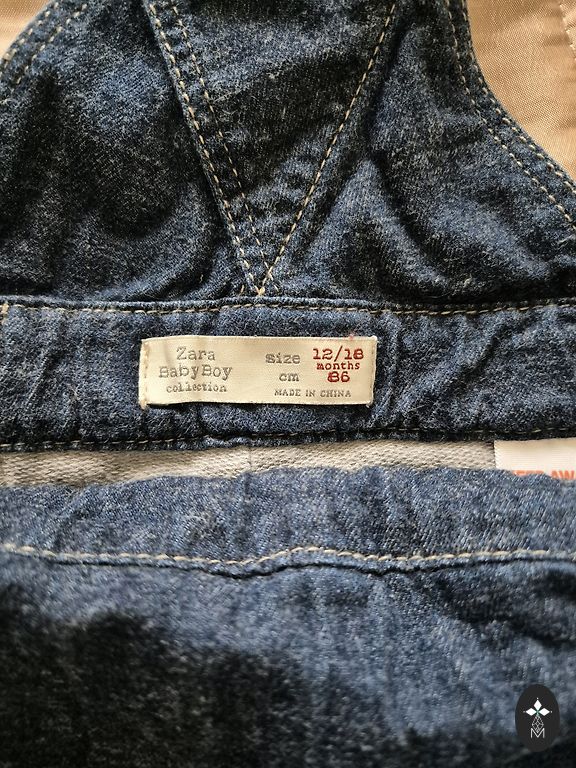 Zara
BabyBoy
collection
size 12/18
months
cm 86
MADE IN CHINA
M